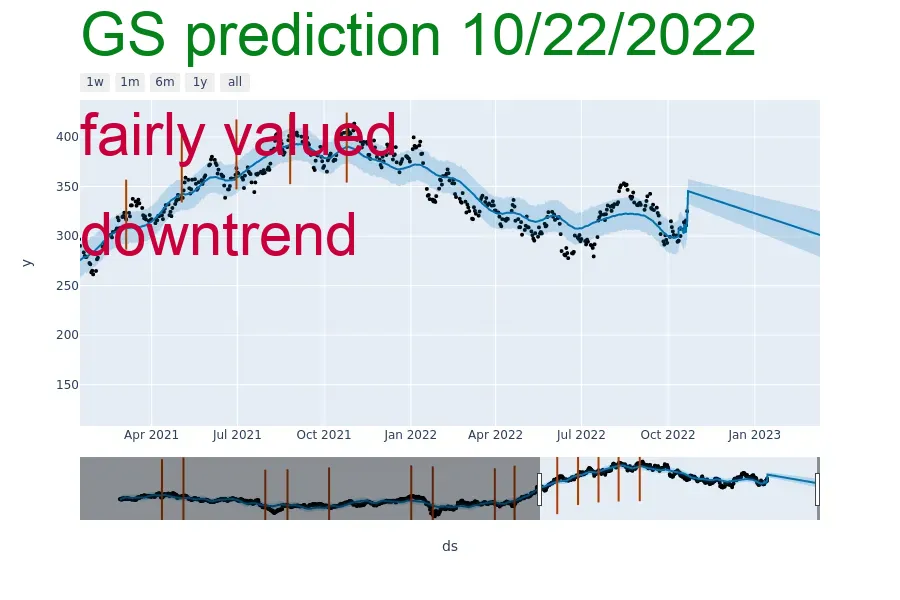 GS prediction 10/22/2022
1w 1m 6m 1y all
fairly valued
downtrend
400
350
300
250
200
150
y
Apr 2021 Jul 2021 Oct 2021 Jan 2022 Apr 2022 Jul 2022 Oct 2022 Jan 2023
ds